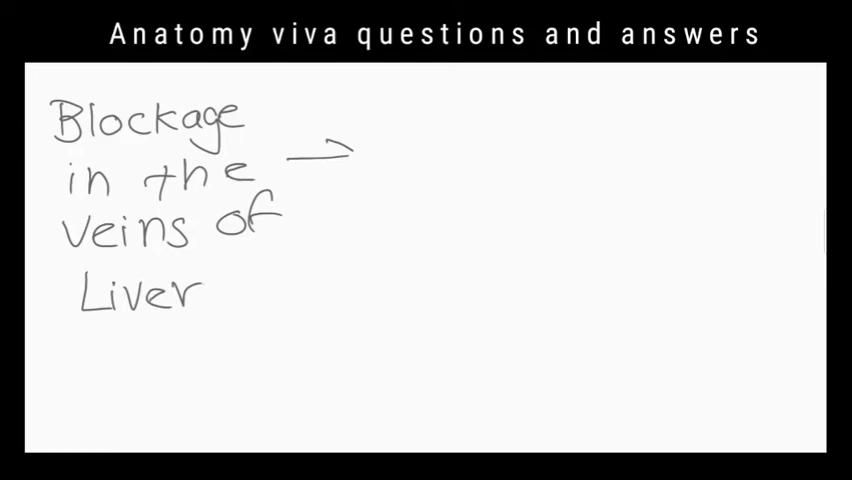 Anatomy viva questions and answers
Blockage
in the →
veins of
Liver